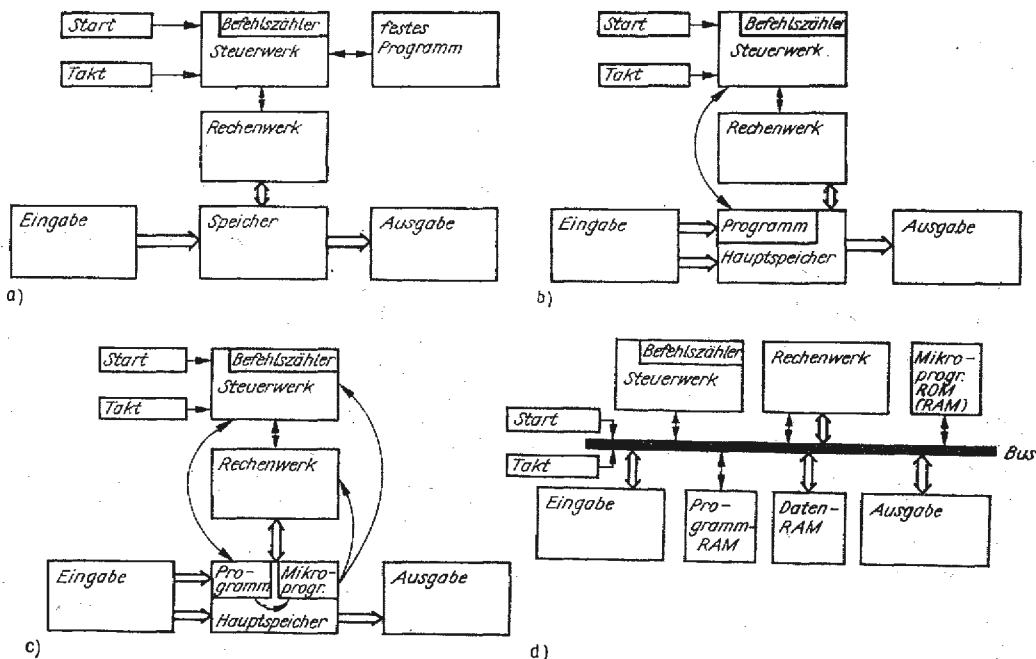 Start
Befehlszähler
Steuerwerk
festes
Programm
Takt
Rechenwerk
Eingabe
Speicher
Ausgabe
a)
Start
Befehlszähler
Steuerwerk
Takt
Rechenwerk
Eingabe
Programm
Hauptspeicher
Ausgabe
b)
Start
Befehlszähler
Steuerwerk
Takt
Rechenwerk
Eingabe
Pro-
gramm
Mikro-
progr.
Hauptspeicher
Ausgabe
c)
Befehlszähler
Steuerwerk
Rechenwerk
Mikro-
progr.
ROM
(RAM)
Start
Takt
Bus
Eingabe
Pro-
gramm-
RAM
Daten-
RAM
Ausgabe
d)